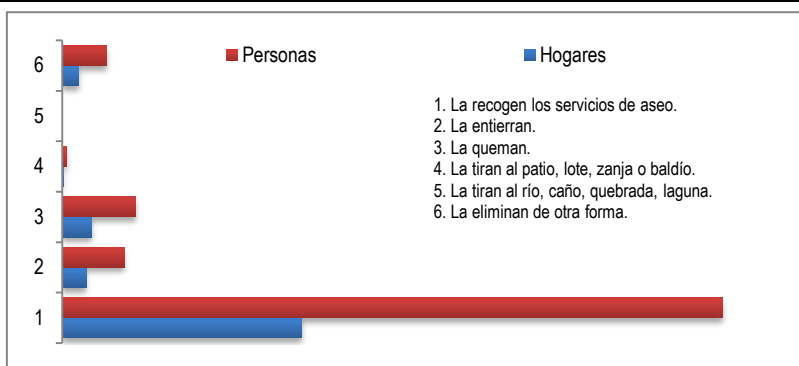 Personas Hogares
6
5
4
3
2
1
1. La recogen los servicios de aseo.
2. La entierran.
3. La queman.
4. La tiran al patio, lote, zanja o baldío.
5. La tiran al río, caño, quebrada, laguna.
6. La eliminan de otra forma.